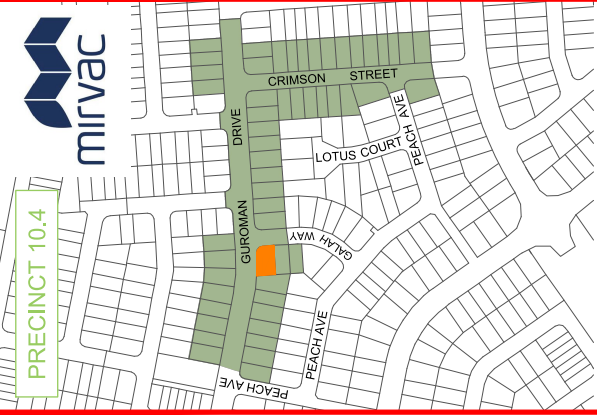 mirvac
PRECINCT 10.4
CRIMSON STREET
DRIVE
PEACH AVE
LOTUS COURT
GUROMAN
GALAH WAY
PEACH AVE
PEACH AVE